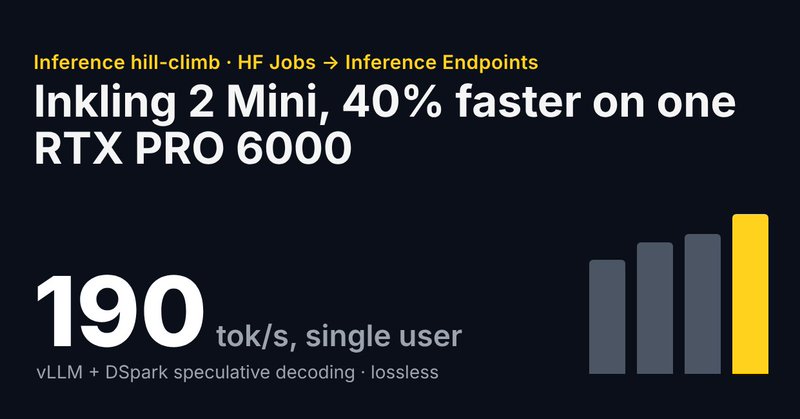 Inference hill-climb · HF Jobs → Inference Endpoints
Inkling 2 Mini, 40% faster on one
RTX PRO 6000
190 tok/s, single user
vLLM + DSpark speculative decoding · lossless